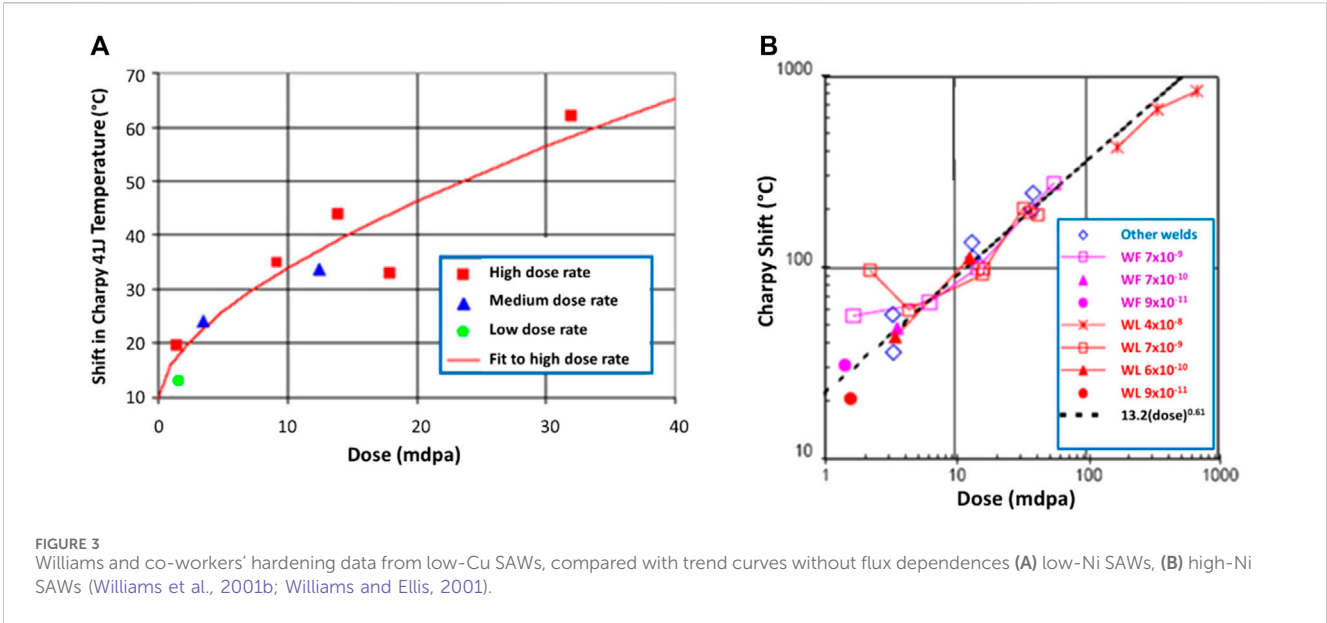 A
70
60
50
40
30
20
10
Shift in Charpy 41J Temperature (°C)
High dose rate
Medium dose rate
Low dose rate
Fit to high dose rate
0
10
20
30
40
Dose (mdpa)
B
1000
100
10
Charpy Shift (°C)
Other welds
WF 7x10⁻⁹
WF 7x10⁻¹⁰
WF 9x10⁻¹¹
WL 4x10⁻⁸
WL 7x10⁻⁹
WL 6x10⁻¹⁰
WL 9x10⁻¹¹
13.2(dose)⁰·⁶¹
1
10
100
1000
Dose (mdpa)
FIGURE 3
Williams and co-workers’ hardening data from low-Cu SAWs, compared with trend curves without flux dependences (A) low-Ni SAWs, (B) high-Ni
SAWs (Williams et al., 2001b; Williams and Ellis, 2001).